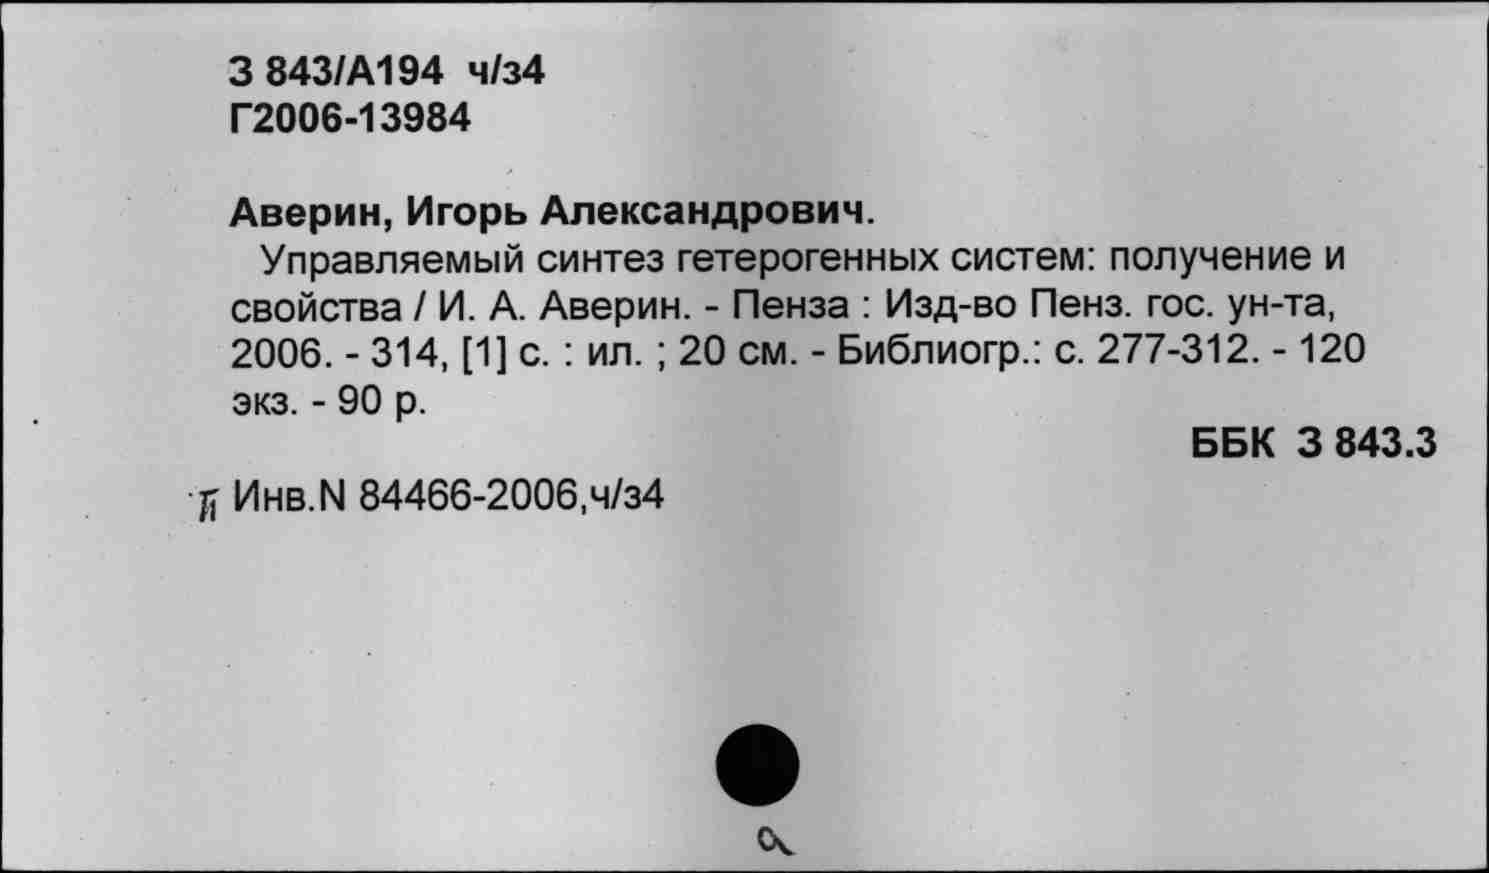 З 843/А194 ч/з4
Г2006-13984
Аверин, Игорь Александрович.
Управляемый синтез гетерогенных систем: получение и
свойства / И. А. Аверин. - Пенза : Изд-во Пенз. гос. ун-та,
2006. - 314, [1] с. : ил. ; 20 см. - Библиогр.: с. 277-312. - 120
экз. - 90 р.
ББК З 843.3
Инв.N 84466-2006,ч/з4